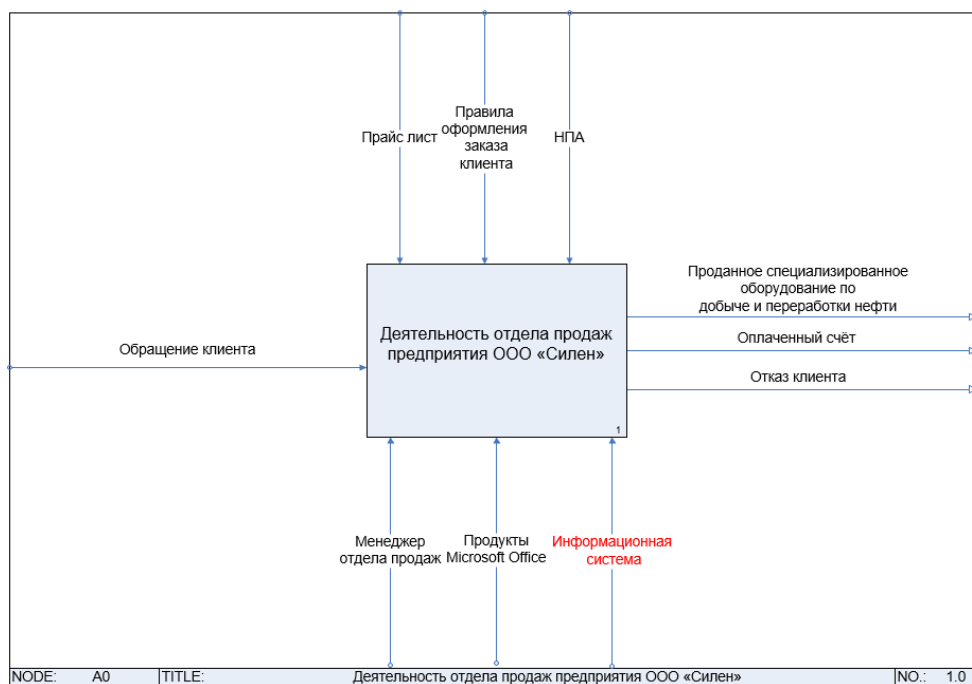 Прайс лист
Правила
оформления
заказа
клиента
НПА
Проданное специализированное
оборудование по
добыче и переработки нефти
Деятельность отдела продаж
предприятия ООО «Силен»
1
Обращение клиента
Оплаченный счёт
Отказ клиента
Менеджер
отдела продаж
Продукты
Microsoft Office
Информационная
система
NODE: A0 TITLE: Деятельность отдела продаж предприятия ООО «Силен» NO.: 1.0